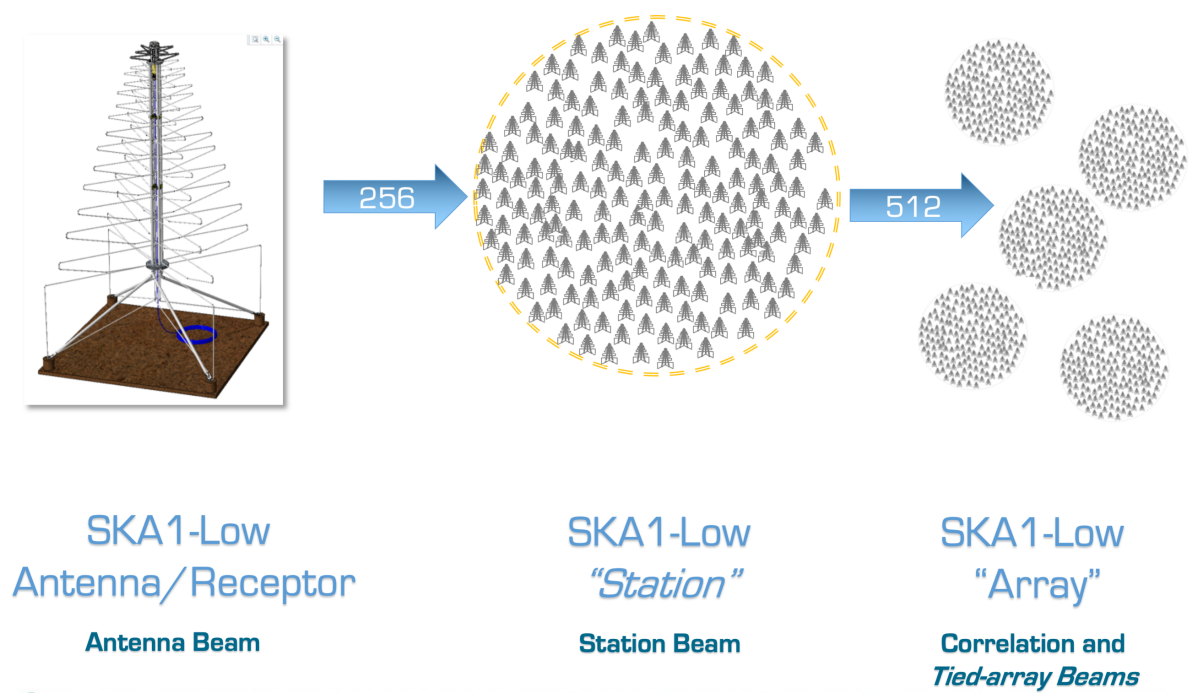 256
512
SKA1-Low
Antenna/Receptor
Antenna Beam
SKA1-Low
“Station”
Station Beam
SKA1-Low
“Array”
Correlation and
Tied-array Beams